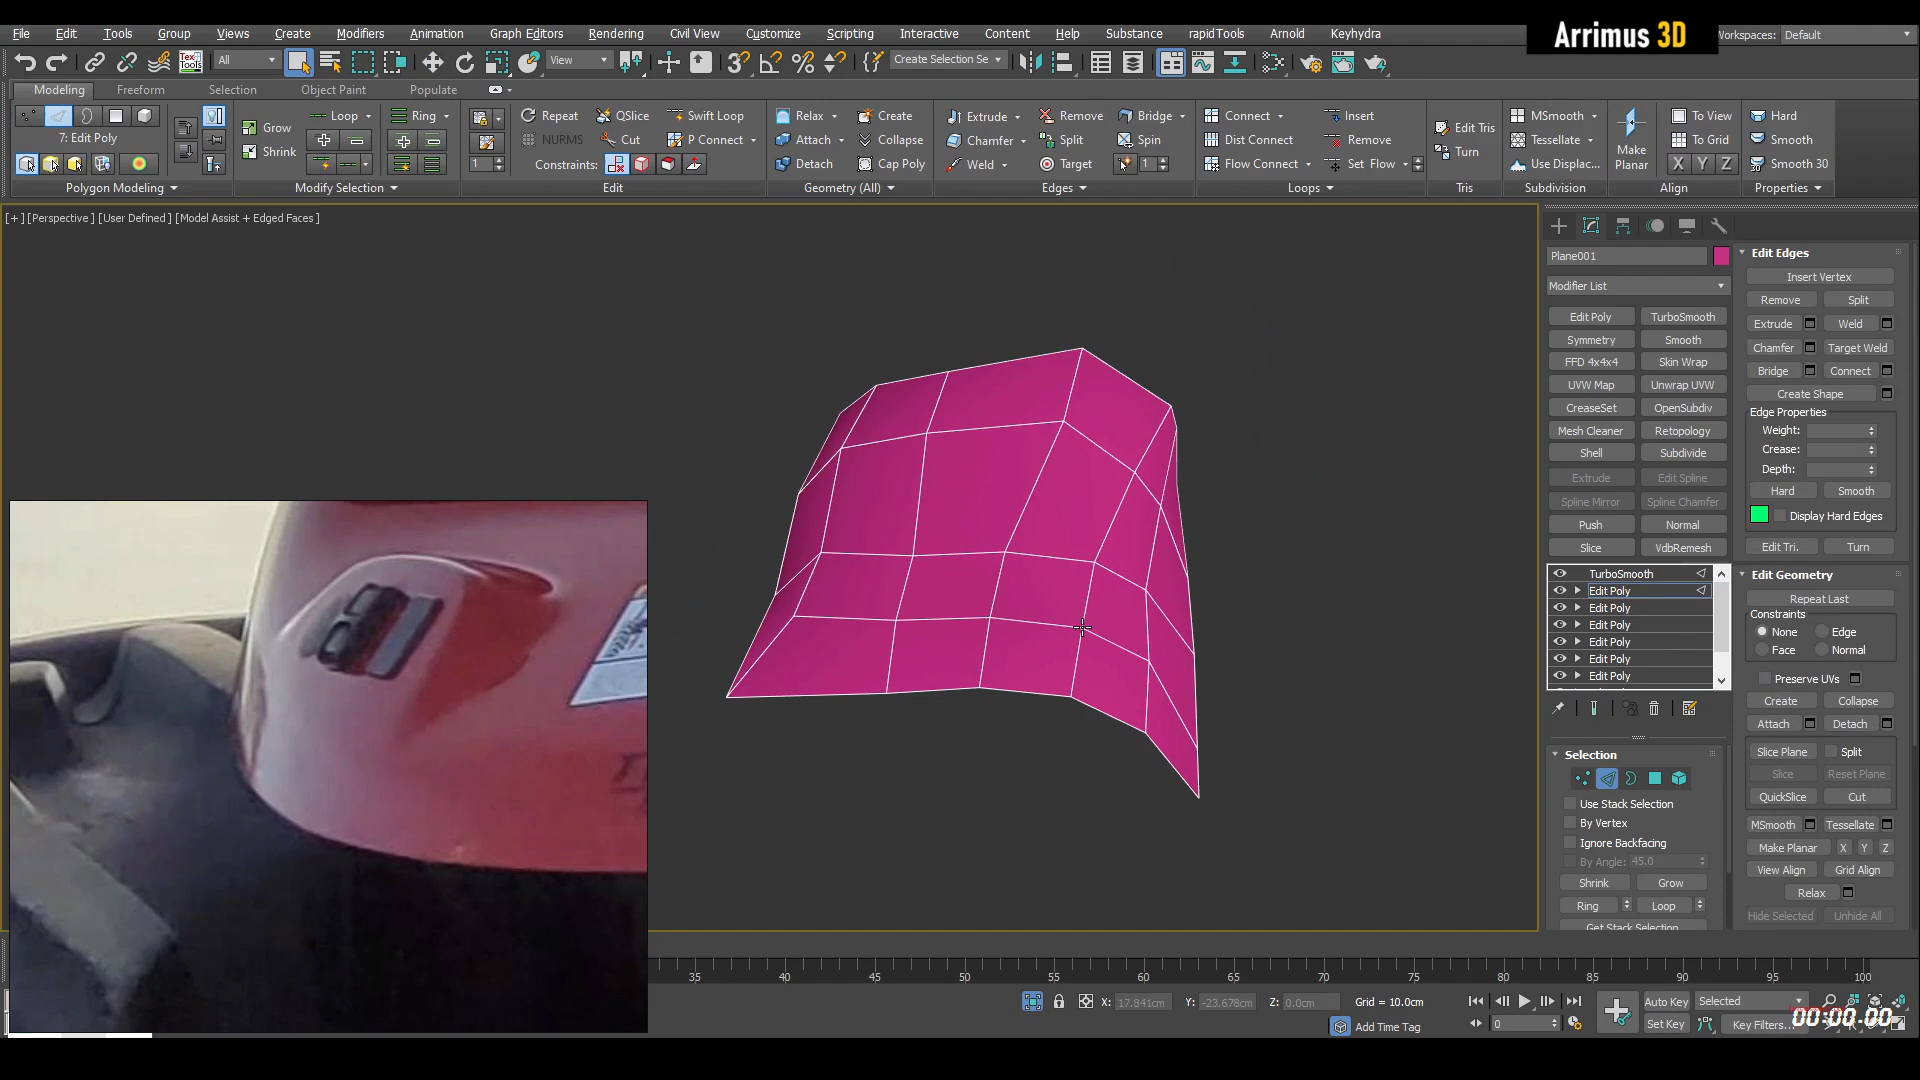 Arrimus 3D
File Edit Tools Group Views Create Modifiers Animation Graph Editors Rendering Civil View Customize Scripting Interactive Content Help Substance rapidTools Arnold Keyhydra Workspaces: Default
All View Create Selection Se
Modeling Freeform Selection Object Paint Populate
7: Edit Poly
Grow
Shrink
Loop Ring
Repeat QSlice Swift Loop
NURMS Cut P Connect
1 Constraints:
Relax Create
Attach Collapse
Detach Cap Poly
Extrude Remove Bridge
Chamfer Split Spin
Weld Target 1
Connect Insert
Dist Connect Remove
Flow Connect Set Flow
Edit Tris
Turn
MSmooth
Tessellate
Use Displac...
Make Planar
To View
To Grid
X Y Z
Hard
Smooth
Smooth 30
Polygon Modeling Modify Selection Edit Geometry (All) Edges Loops Tris Subdivision Align Properties
[+] [Perspective] [User Defined] [Model Assist + Edged Faces]
Plane001
Modifier List
Edit Poly TurboSmooth
Symmetry Smooth
FFD 4x4x4 Skin Wrap
UVW Map Unwrap UVW
CreaseSet OpenSubdiv
Mesh Cleaner Retopology
Shell Subdivide
Extrude Edit Spline
Spline Mirror Spline Chamfer
Push Normal
Slice VdbRemesh
TurboSmooth
Edit Poly
Edit Poly
Edit Poly
Edit Poly
Edit Poly
Edit Poly
Selection
Use Stack Selection
By Vertex
Ignore Backfacing
By Angle: 45.0
Shrink Grow
Ring Loop
Get Stack Selection
Edit Edges
Insert Vertex
Remove Split
Extrude Weld
Chamfer Target Weld
Bridge Connect
Create Shape
Edge Properties
Weight:
Crease:
Depth:
Hard Smooth
Display Hard Edges
Edit Tri. Turn
Edit Geometry
Repeat Last
Constraints
None Edge
Face Normal
Preserve UVs
Create Collapse
Attach Detach
Slice Plane Split
Slice Reset Plane
QuickSlice Cut
MSmooth Tessellate
Make Planar X Y Z
View Align Grid Align
Relax
Hide Selected Unhide All
35 40 45 50 55 60 65 70 75 80 85 90 95 100
X: 17.841cm Y: -23.678cm Z: 0.0cm Grid = 10.0cm
Add Time Tag
0
Auto Key Selected
Set Key Key Filters...
00:00.00